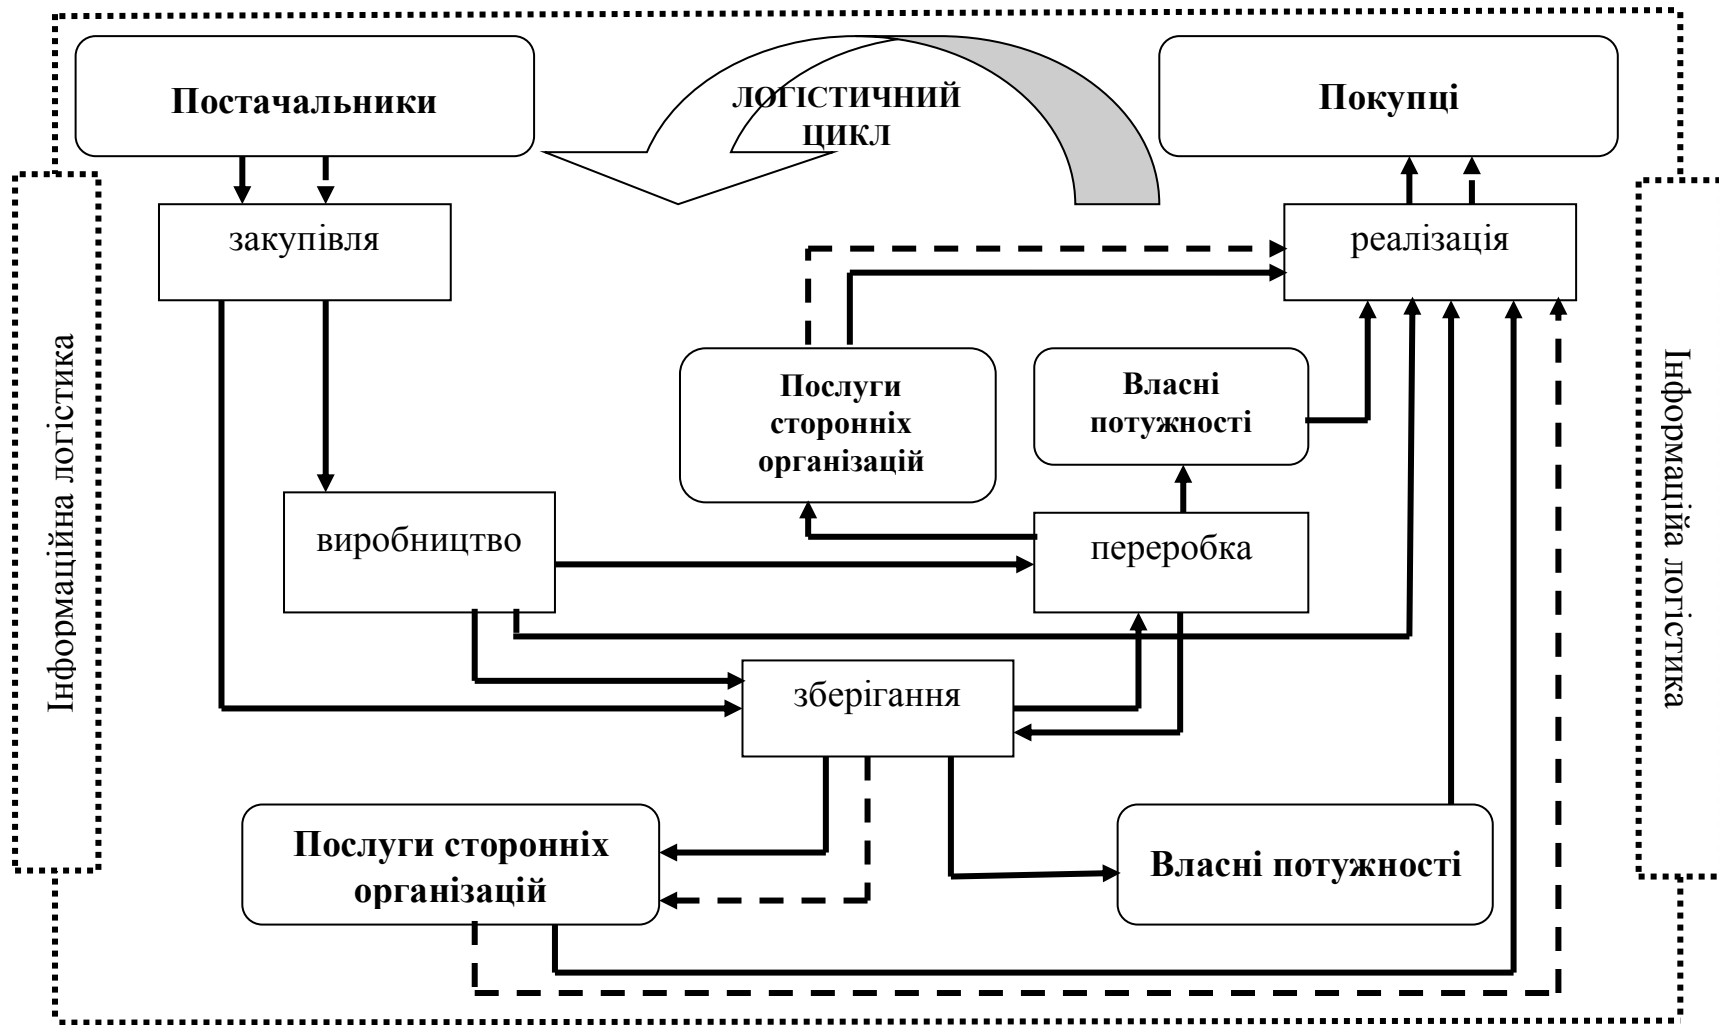 Постачальники
ЛОГІСТИЧНИЙ
ЦИКЛ
Покупці
закупівля
реалізація
Інформаційна логістика
Послуги
сторонніх
організацій
Власні
потужності
Інформаціййа логістика
виробництво
переробка
зберігання
Послуги сторонніх
організацій
Власні потужності